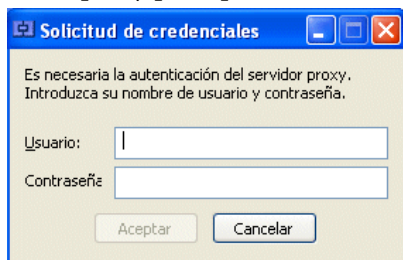 Solicitud de credenciales
Es necesaria la autenticación del servidor proxy.
Introduzca su nombre de usuario y contraseña.
Usuario:
Contraseña
Aceptar Cancelar